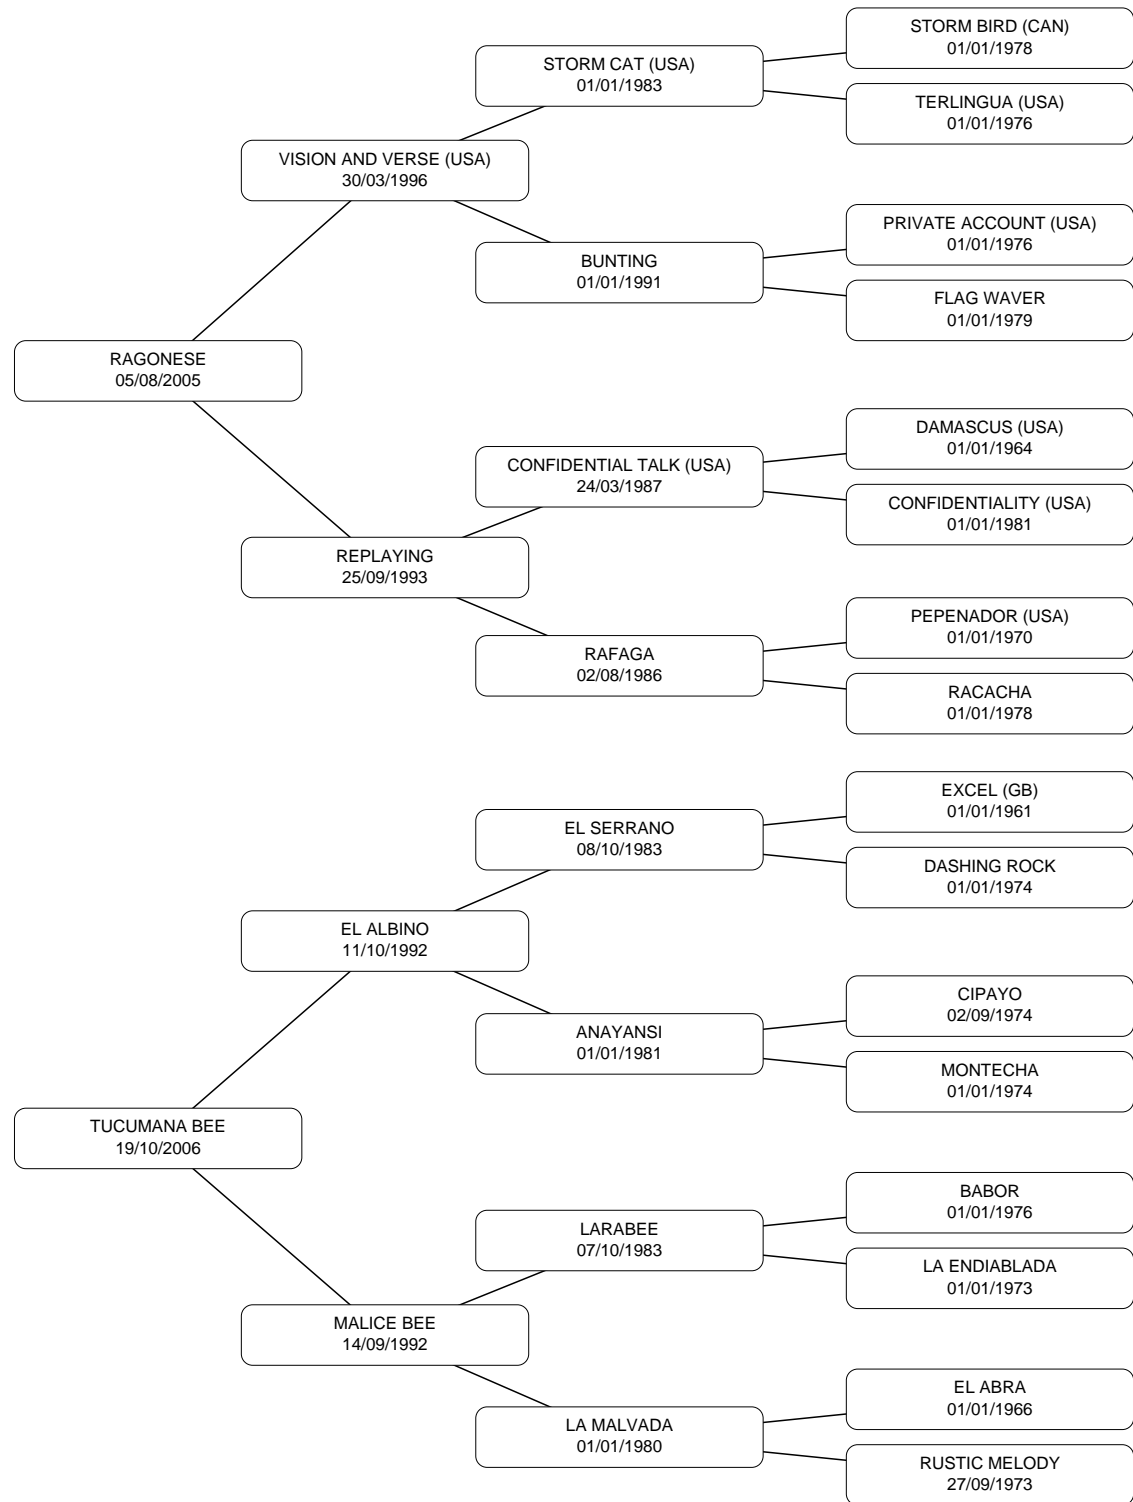 STORM BIRD (CAN)
01/01/1978
STORM CAT (USA)
01/01/1983
TERLINGUA (USA)
01/01/1976
VISION AND VERSE (USA)
30/03/1996
PRIVATE ACCOUNT (USA)
01/01/1976
BUNTING
01/01/1991
FLAG WAVER
01/01/1979
RAGONESE
05/08/2005
DAMASCUS (USA)
01/01/1964
CONFIDENTIAL TALK (USA)
24/03/1987
CONFIDENTIALITY (USA)
01/01/1981
REPLAYING
25/09/1993
PEPENADOR (USA)
01/01/1970
RAFAGA
02/08/1986
RACACHA
01/01/1978
EXCEL (GB)
01/01/1961
EL SERRANO
08/10/1983
DASHING ROCK
01/01/1974
EL ALBINO
11/10/1992
CIPAYO
02/09/1974
ANAYANSI
01/01/1981
MONTECHA
01/01/1974
TUCUMANA BEE
19/10/2006
BABOR
01/01/1976
LARABEE
07/10/1983
LA ENDIABLADA
01/01/1973
MALICE BEE
14/09/1992
EL ABRA
01/01/1966
LA MALVADA
01/01/1980
RUSTIC MELODY
27/09/1973